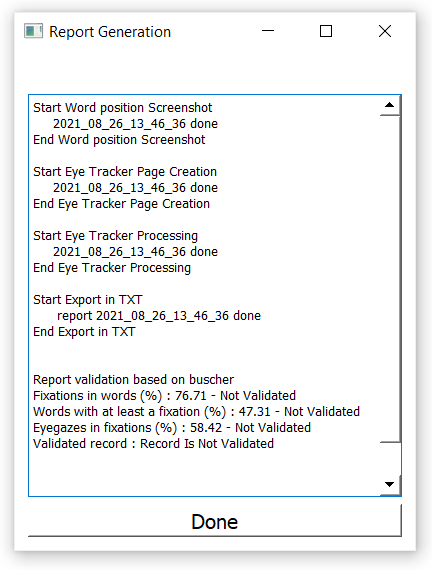 Report Generation
Start Word position Screenshot
2021_08_26_13_46_36 done
End Word position Screenshot
Start Eye Tracker Page Creation
2021_08_26_13_46_36 done
End Eye Tracker Page Creation
Start Eye Tracker Processing
2021_08_26_13_46_36 done
End Eye Tracker Processing
Start Export in TXT
report 2021_08_26_13_46_36 done
End Export in TXT
Report validation based on buscher
Fixations in words (%) : 76.71 - Not Validated
Words with at least a fixation (%) : 47.31 - Not Validated
Eyegazes in fixations (%) : 58.42 - Not Validated
Validated record : Record Is Not Validated
Done